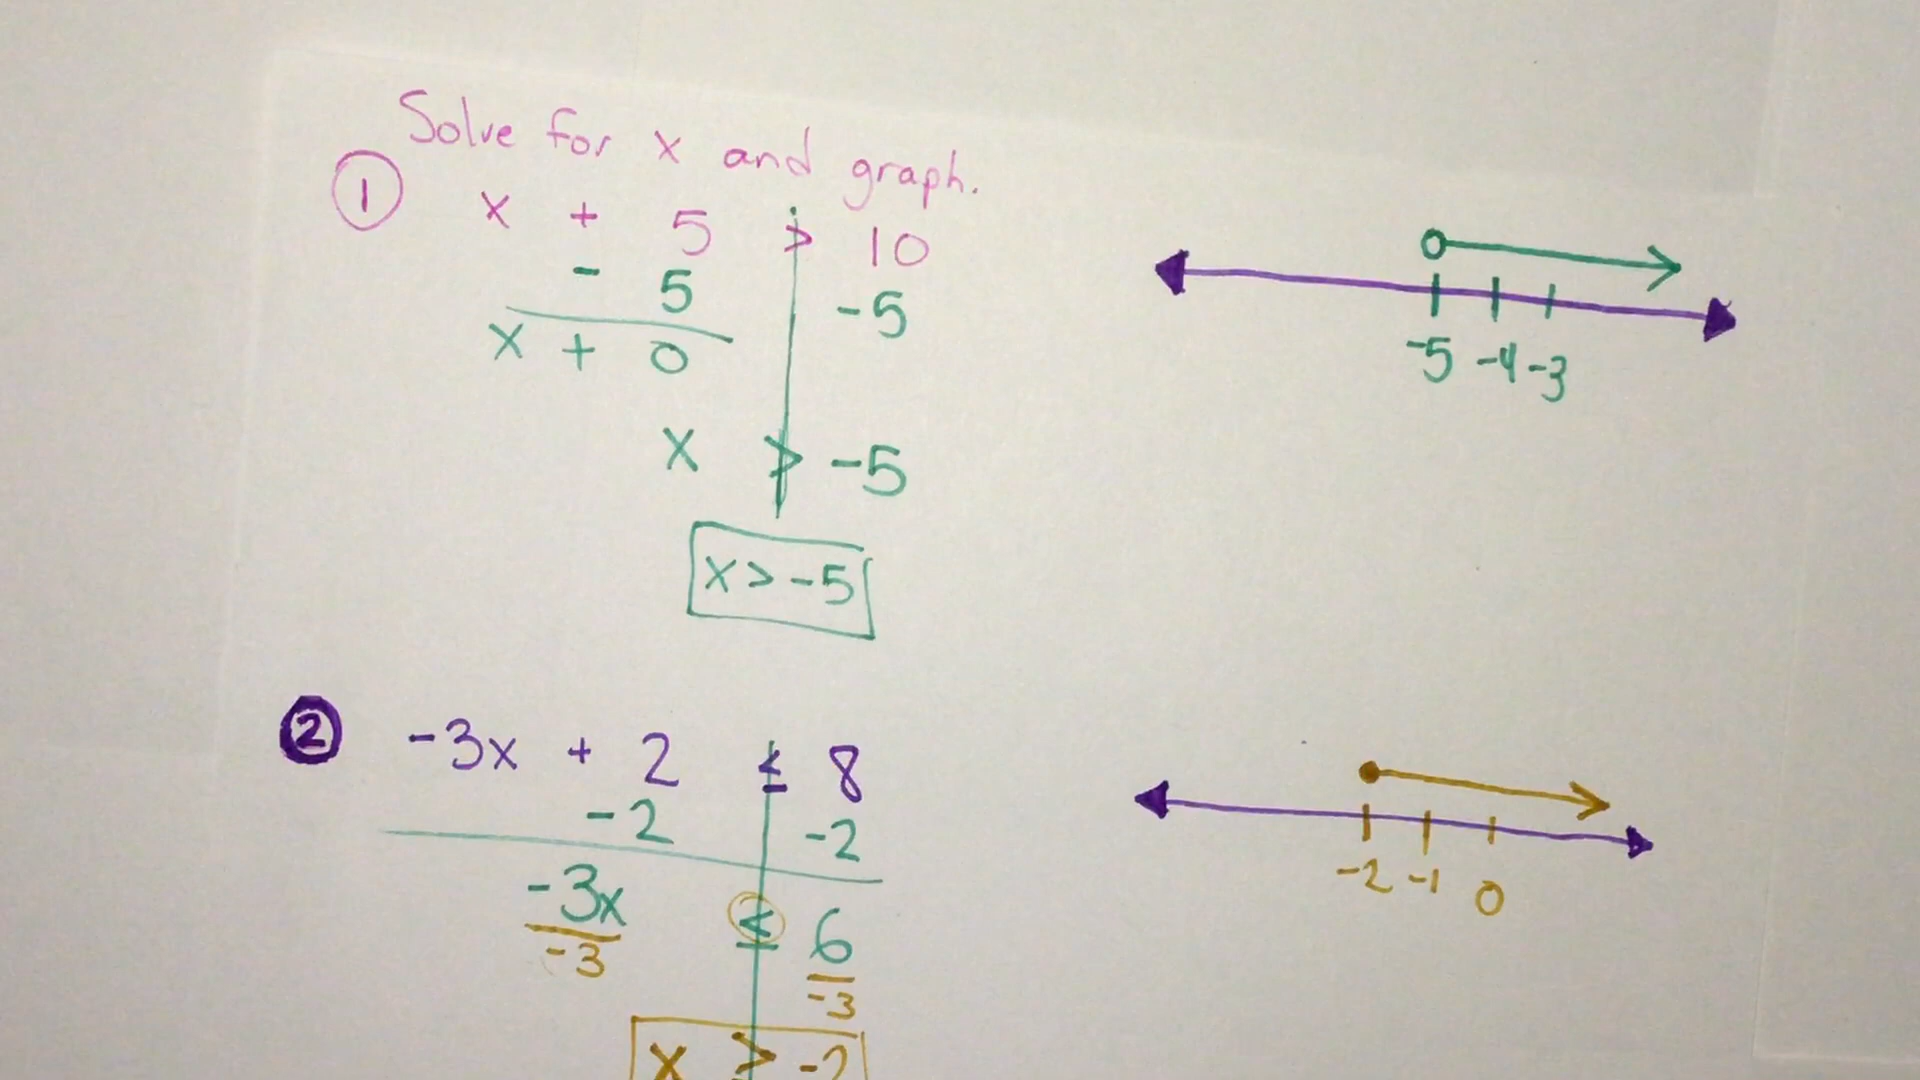 Solve for x and graph.
1 x + 5 > 10
- 5 -5
x + 0
x > -5
x > -5
-5 -4 -3
2 -3x + 2 ≤ 8
-2 -2
-3x ≤ 6
-3 -3
x > -2
-2 -1 0